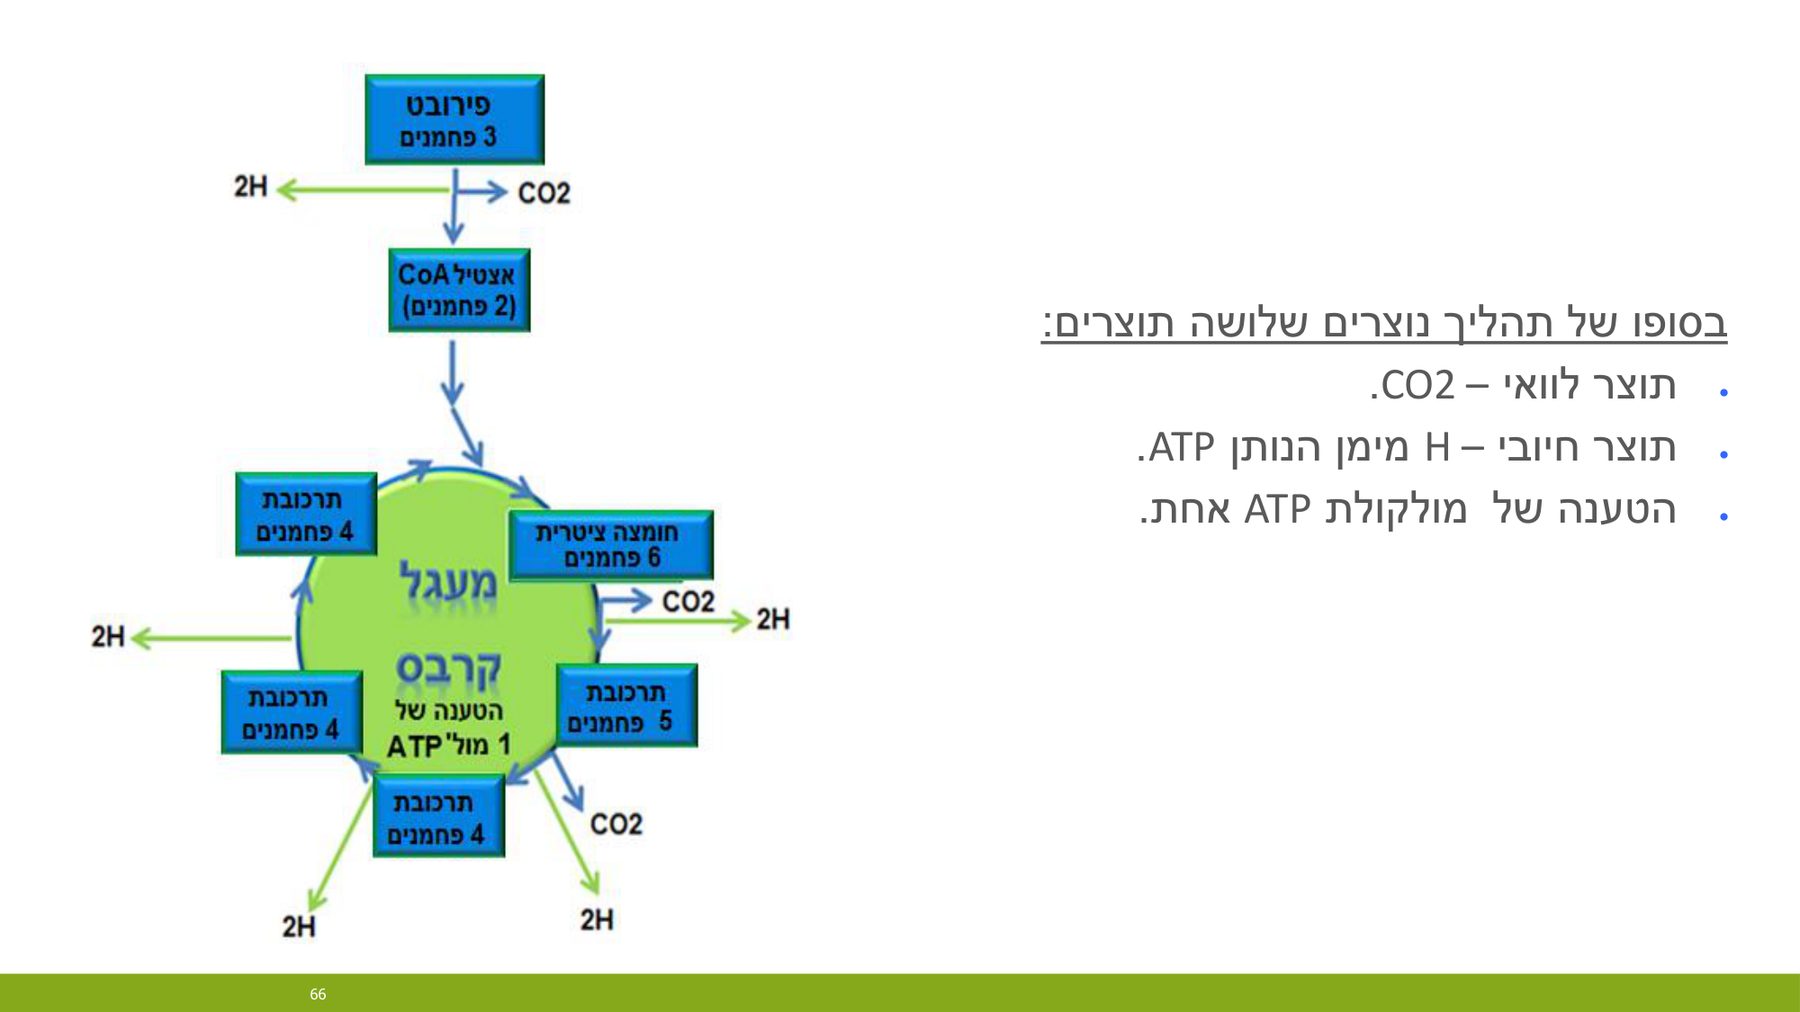 בסופו של תהליך נוצרים שלושה תוצרים:
• תוצר לוואי – CO2.
• תוצר חיובי – H מימן הנותן ATP.
• הטענה של  מולקולת ATP אחת.
פירובט
3 פחמנים
2H
CO2
אצטיל CoA
(2 פחמנים)
תרכובת
4 פחמנים
חומצה ציטרית
6 פחמנים
מעגל
קרבס
הטענה של
1 מול' ATP
CO2
2H
2H
תרכובת
5 פחמנים
תרכובת
4 פחמנים
תרכובת
4 פחמנים
CO2
2H
2H
66